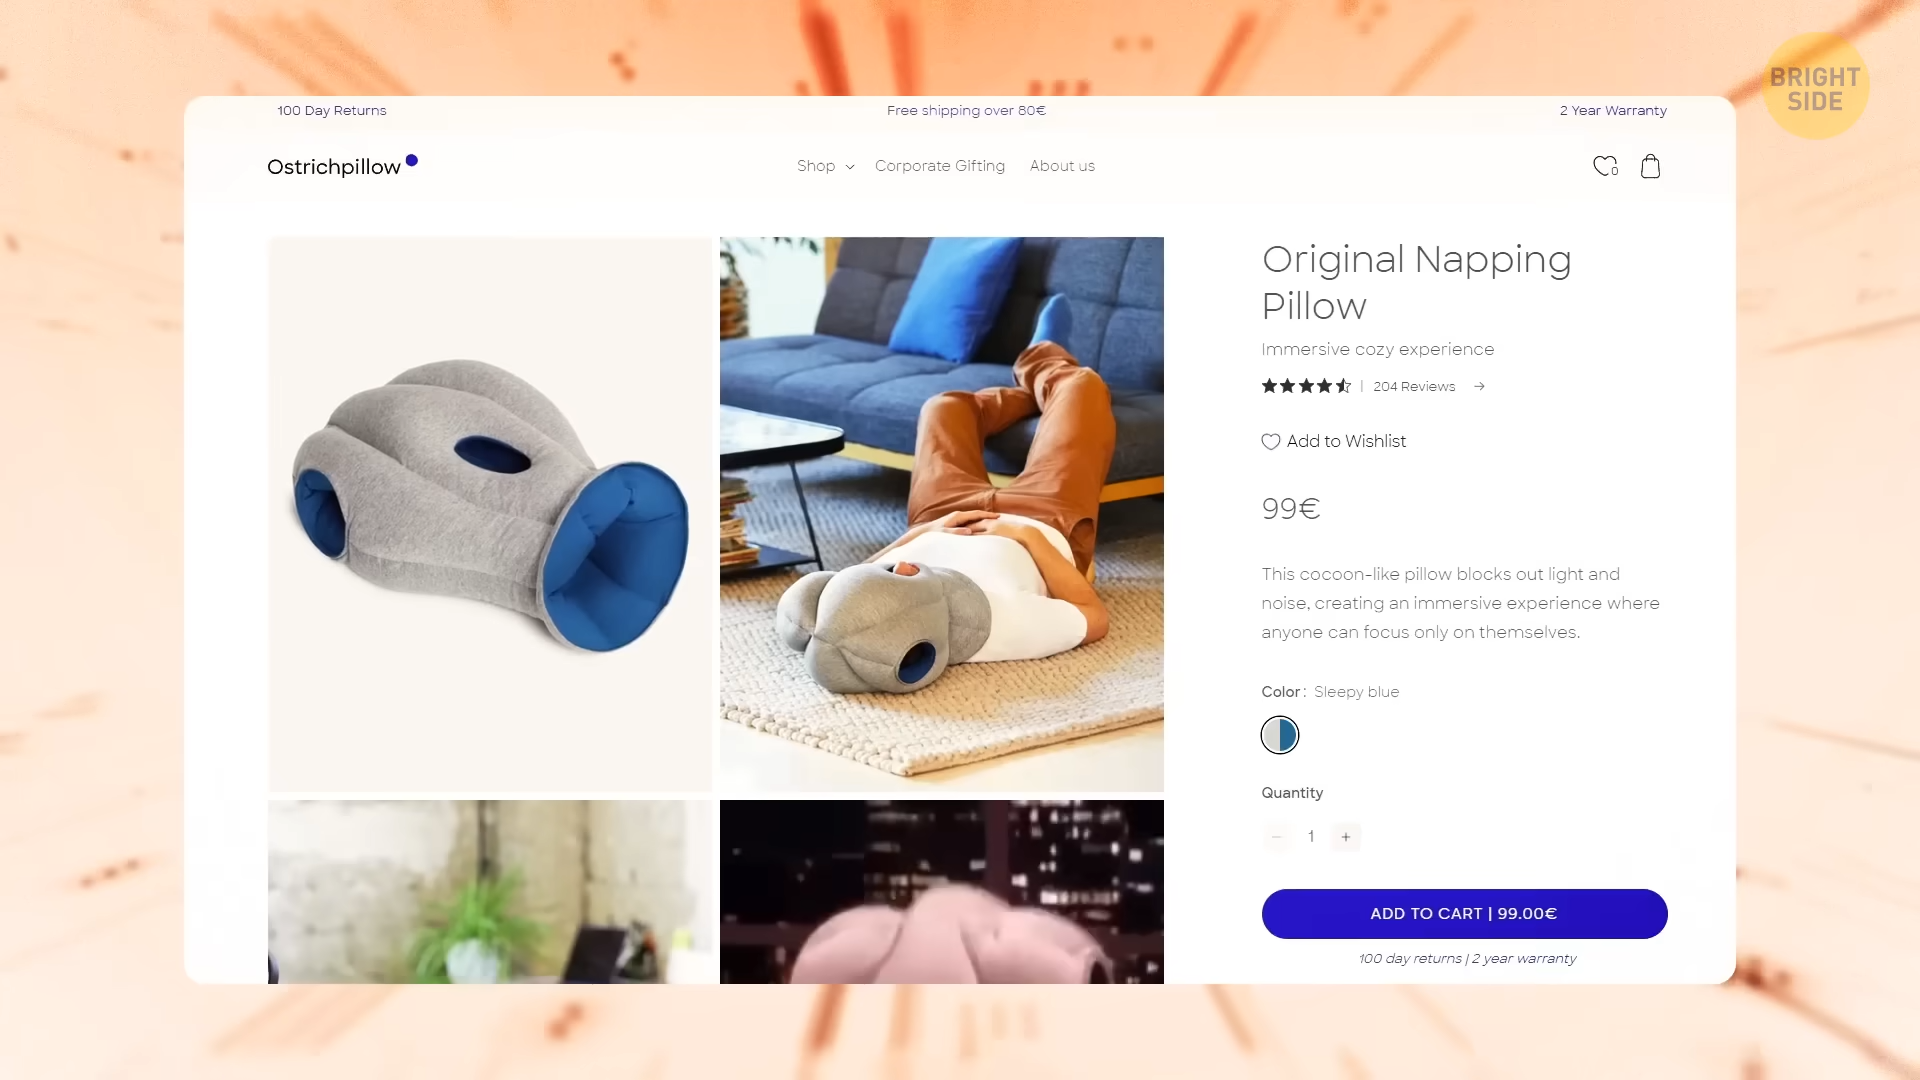 BRIGHT
SIDE
100 Day Returns
Free shipping over 80€
2 Year Warranty
Ostrichpillow
Shop
Corporate Gifting
About us
0
Original Napping
Pillow
Immersive cozy experience
204 Reviews
Add to Wishlist
99€
This cocoon-like pillow blocks out light and
noise, creating an immersive experience where
anyone can focus only on themselves.
Color: Sleepy blue
Quantity
− 1 +
ADD TO CART | 99.00€
100 day returns | 2 year warranty